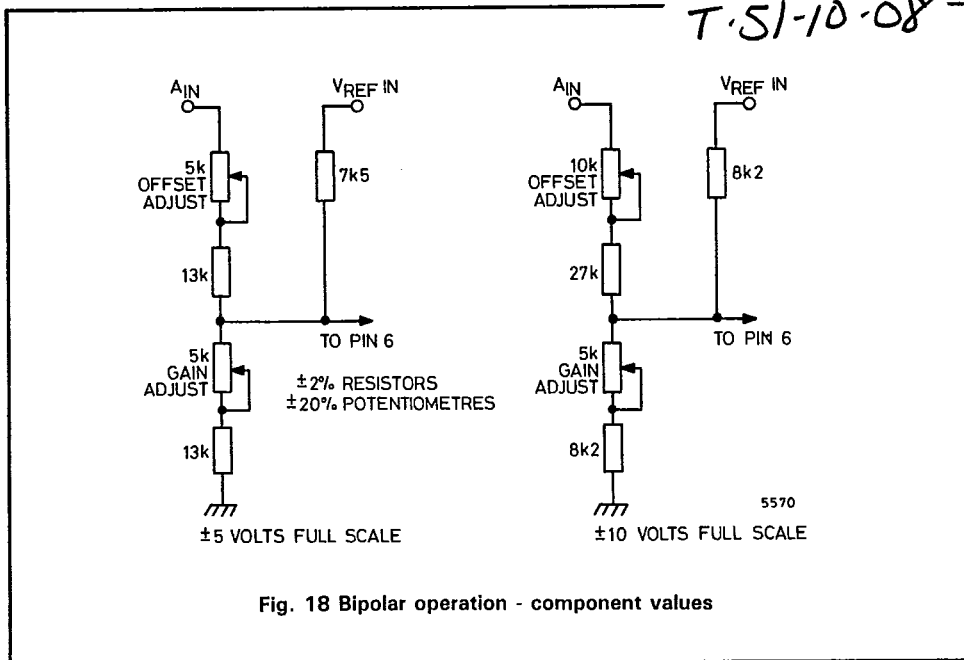 T·51-10-08
AIN
VREF IN
5k
OFFSET
ADJUST
7k5
13k
TO PIN 6
5k
GAIN
ADJUST
±2% RESISTORS
±20% POTENTIOMETRES
13k
±5 VOLTS FULL SCALE
AIN
VREF IN
10k
OFFSET
ADJUST
8k2
27k
TO PIN 6
5k
GAIN
ADJUST
8k2
5570
±10 VOLTS FULL SCALE
Fig. 18 Bipolar operation - component values